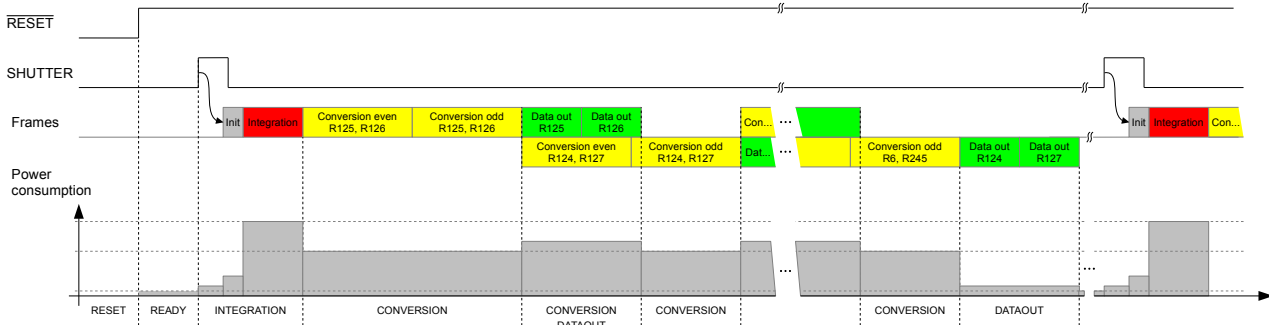 RESET
SHUTTER
Frames
Init
Integration
Conversion even
R125, R126
Conversion odd
R125, R126
Data out
R125
Data out
R126
Con...
...
Init
Integration
Con...
Conversion even
R124, R127
Conversion odd
R124, R127
Dat...
...
Conversion odd
R6, R245
Data out
R124
Data out
R127
Power
consumption
...
...
RESET
READY
INTEGRATION
CONVERSION
CONVERSION
DATAOUT
CONVERSION
CONVERSION
DATAOUT